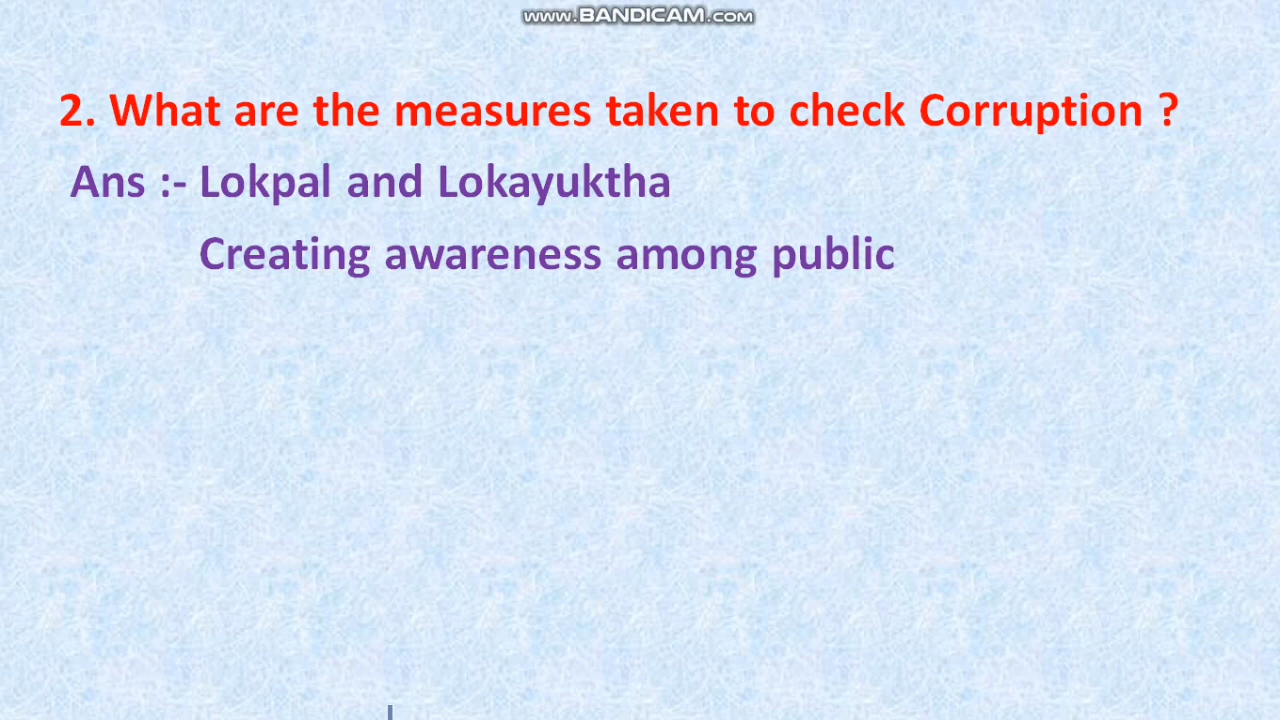 www.BANDICAM.com
2. What are the measures taken to check Corruption ?
Ans :- Lokpal and Lokayuktha
Creating awareness among public